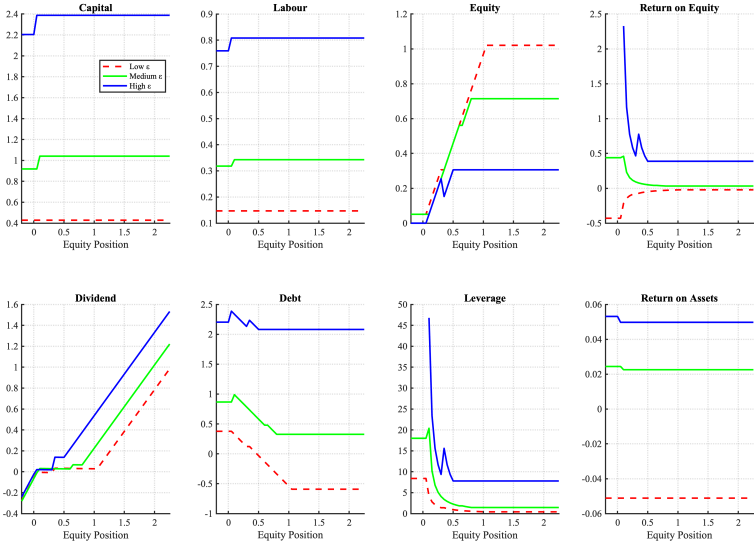 Capital
2.4
2.2
2
1.8
1.6
1.4
1.2
1
0.8
0.6
0.4
0 0.5 1 1.5 2
Equity Position
Low ε
Medium ε
High ε
Labour
0.9
0.8
0.7
0.6
0.5
0.4
0.3
0.2
0.1
0 0.5 1 1.5 2
Equity Position
Equity
1.2
1
0.8
0.6
0.4
0.2
0
0 0.5 1 1.5 2
Equity Position
Return on Equity
2.5
2
1.5
1
0.5
0
-0.5
0 0.5 1 1.5 2
Equity Position
Dividend
1.6
1.4
1.2
1
0.8
0.6
0.4
0.2
0
-0.2
-0.4
0 0.5 1 1.5 2
Equity Position
Debt
2.5
2
1.5
1
0.5
0
-0.5
-1
0 0.5 1 1.5 2
Equity Position
Leverage
50
45
40
35
30
25
20
15
10
5
0
0 0.5 1 1.5 2
Equity Position
Return on Assets
0.06
0.04
0.02
0
-0.02
-0.04
-0.06
0 0.5 1 1.5 2
Equity Position